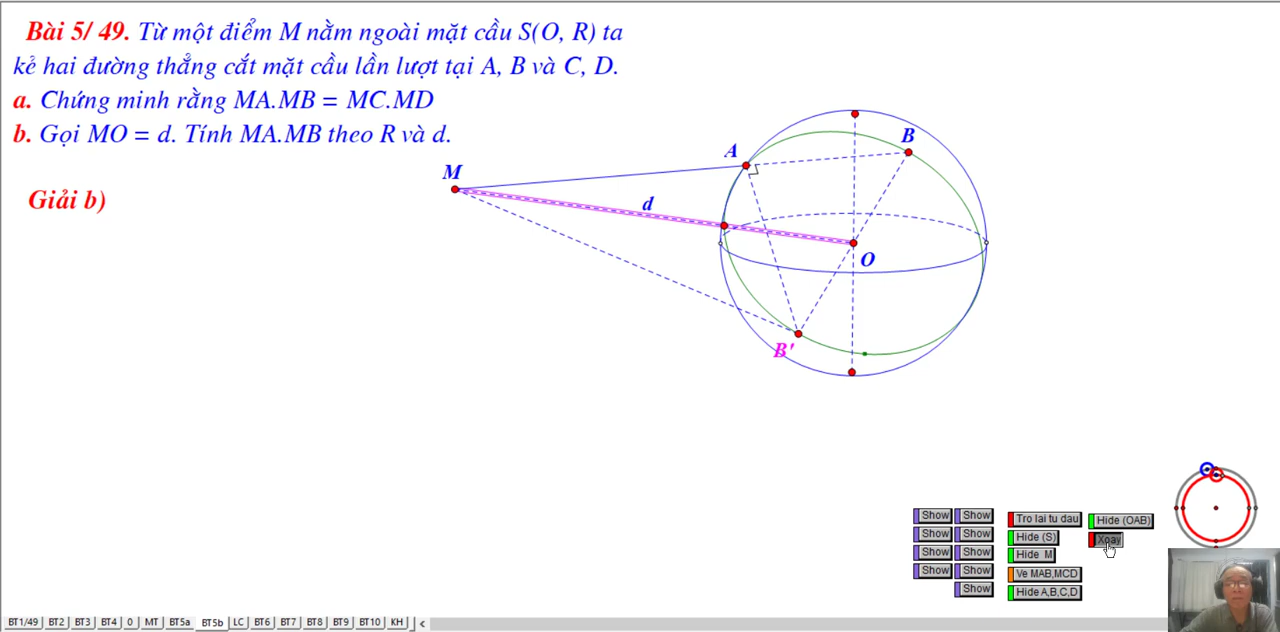 Bài 5/ 49. Từ một điểm M nằm ngoài mặt cầu S(O, R) ta
kẻ hai đường thẳng cắt mặt cầu lần lượt tại A, B và C, D.
a. Chứng minh rằng MA.MB = MC.MD
b. Gọi MO = d. Tính MA.MB theo R và d.
Giải b)
B
A
M
d
O
B'
Show Show Tro lai tu dau Hide (OAB)
Show Show Hide (S) Xoay
Show Show Hide M
Show Show Ve MAB,MCD
Show Hide A,B,C,D
BT1/49 BT2 BT3 BT4 0 MT BT5a BT5b LC BT6 BT7 BT8 BT9 BT10 KH